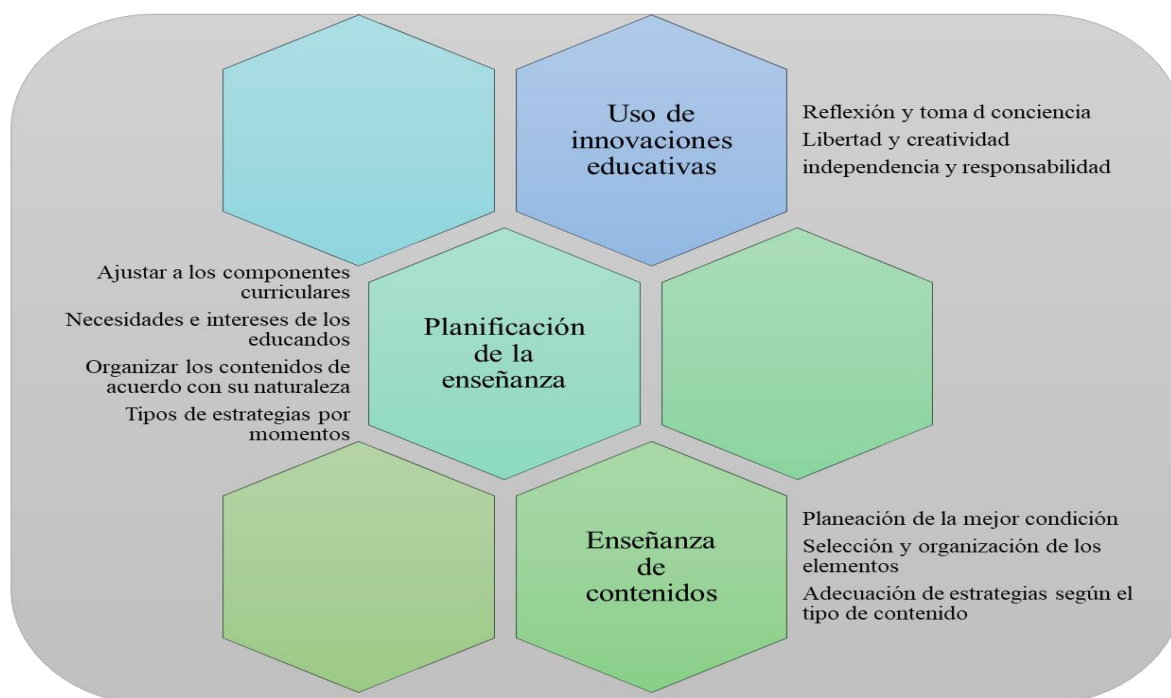 Uso de
innovaciones
educativas
Reflexión y toma d conciencia
Libertad y creatividad
independencia y responsabilidad
Ajustar a los componentes
curriculares
Necesidades e intereses de los
educandos
Organizar los contenidos de
acuerdo con su naturaleza
Tipos de estrategias por
momentos
Planificación
de la
enseñanza
Enseñanza
de
contenidos
Planeación de la mejor condición
Selección y organización de los
elementos
Adecuación de estrategias según el
tipo de contenido